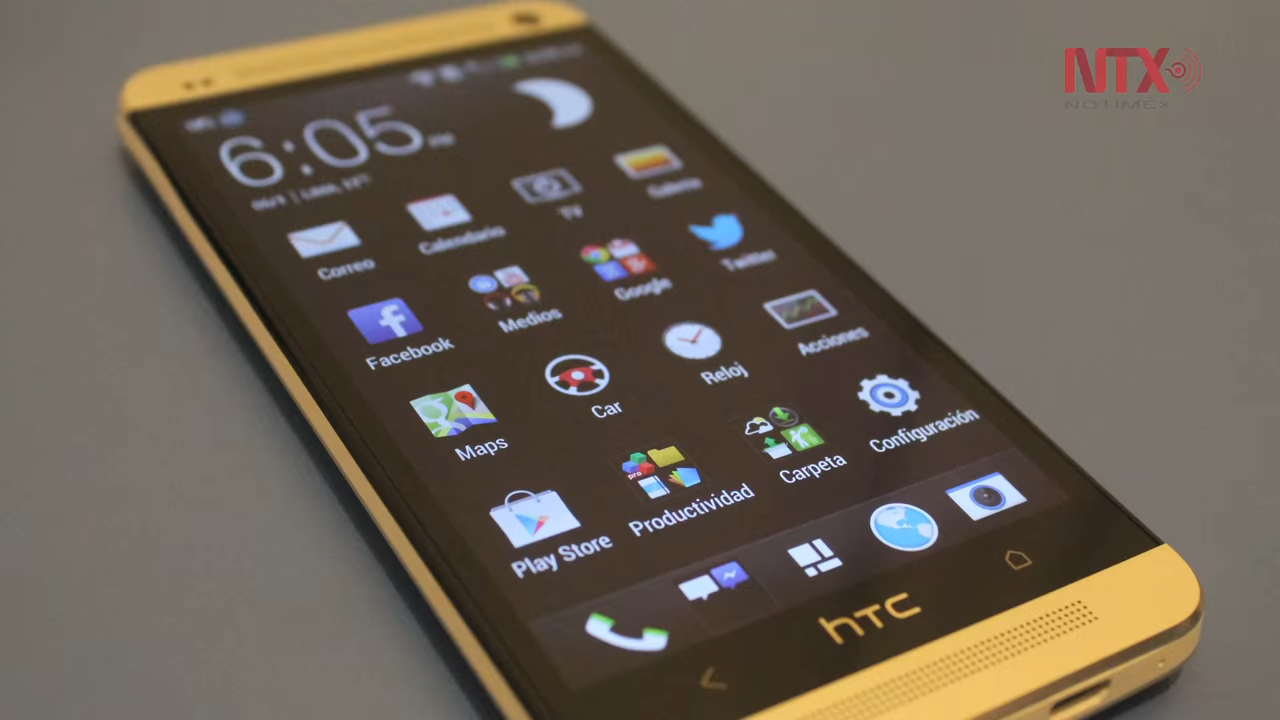 NTX
NOTIMEX
6:05
Correo
Calendario
TV
Galería
Facebook
Medios
Google
Twitter
Maps
Car
Reloj
Acciones
Play Store
Productividad
pro
Carpeta
Configuración
hTC